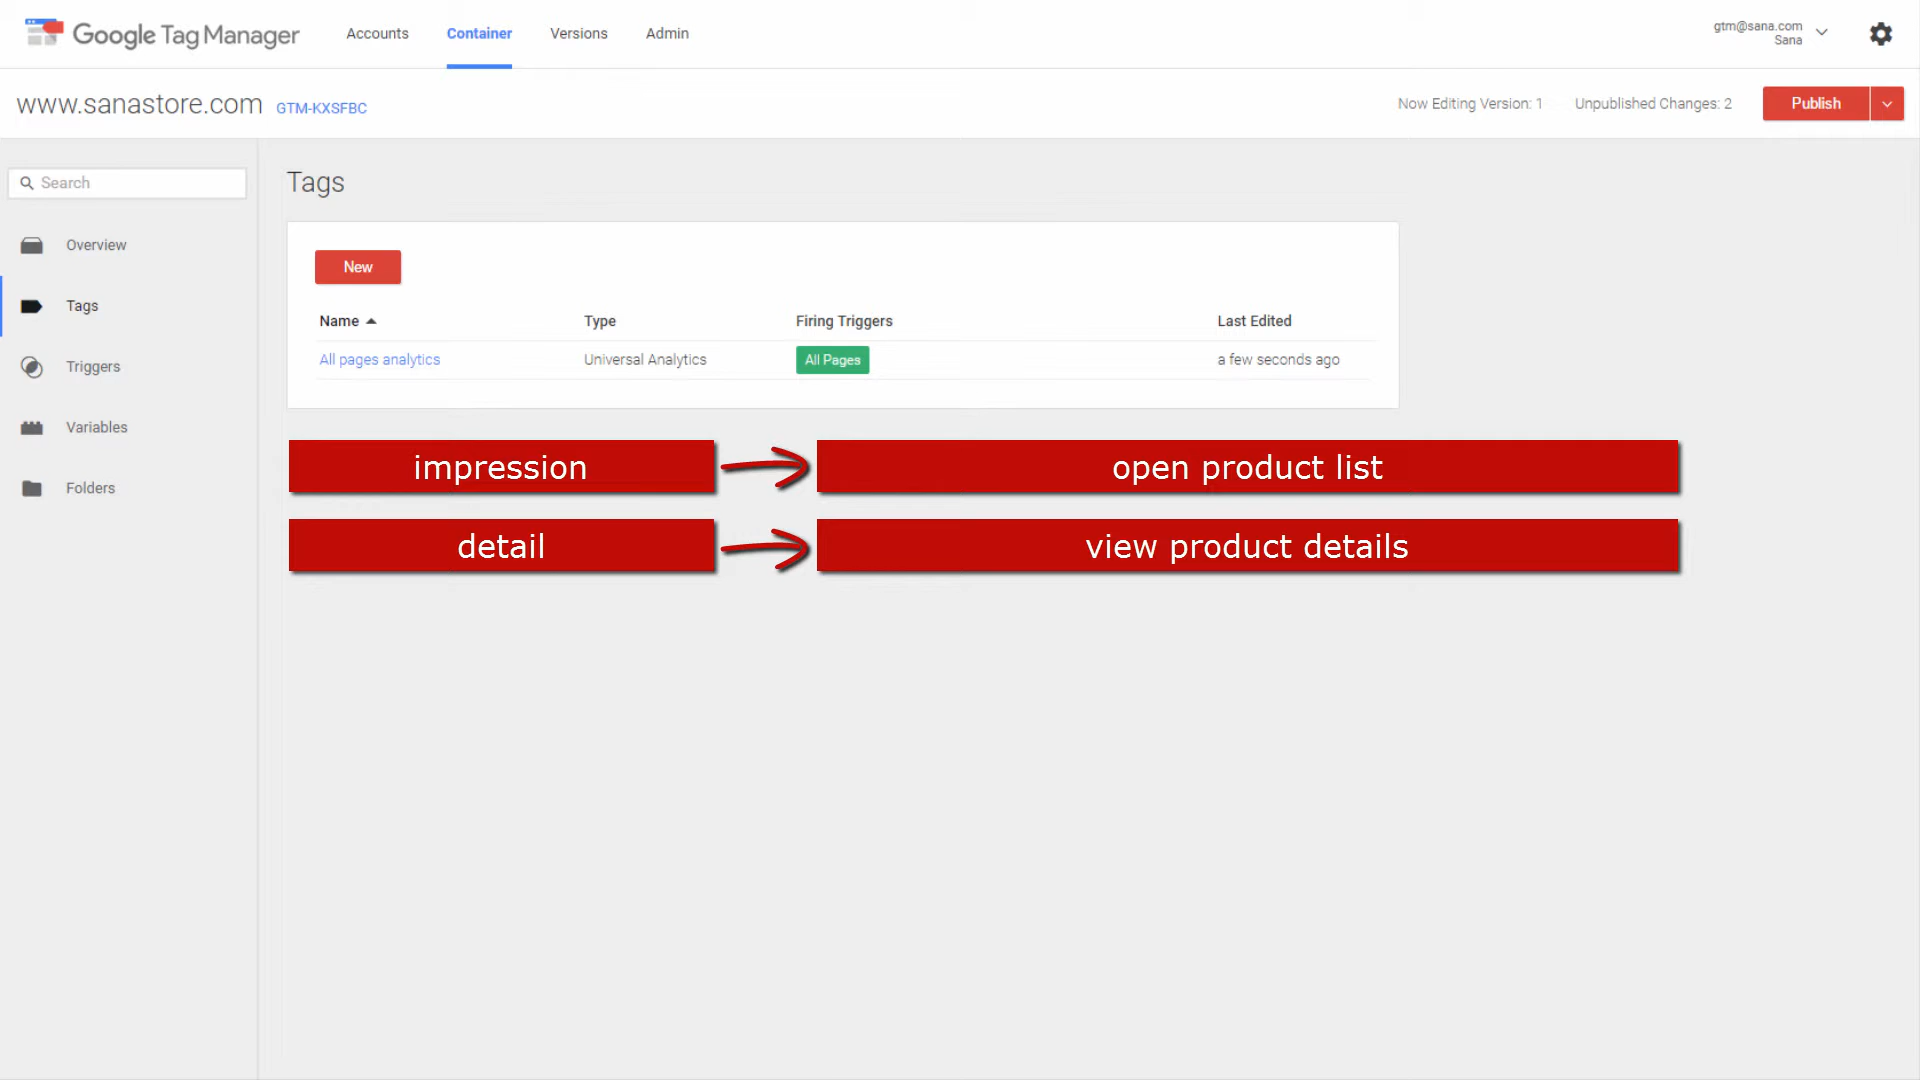 Google Tag Manager
Accounts
Container
Versions
Admin
gtm@sana.com
Sana
www.sanastore.com GTM-KXSFBC
Now Editing Version: 1
Unpublished Changes: 2
Publish
Search
Overview
Tags
Triggers
Variables
Folders
Tags
New
Name Type Firing Triggers Last Edited
All pages analytics Universal Analytics All Pages a few seconds ago
impression open product list
detail view product details